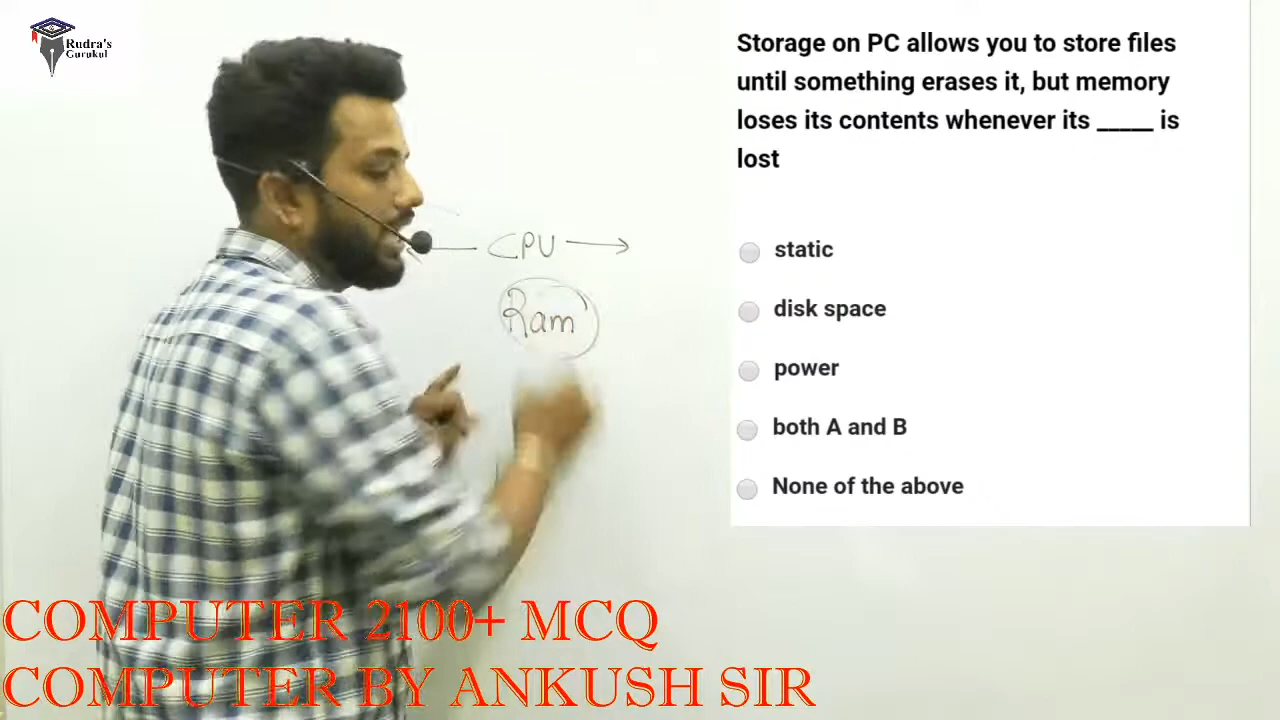 Rudra's
Gurukul
Storage on PC allows you to store files
until something erases it, but memory
loses its contents whenever its _____ is
lost
static
disk space
power
both A and B
None of the above
CPU
Ram
COMPUTER 2100+ MCQ
COMPUTER BY ANKUSH SIR